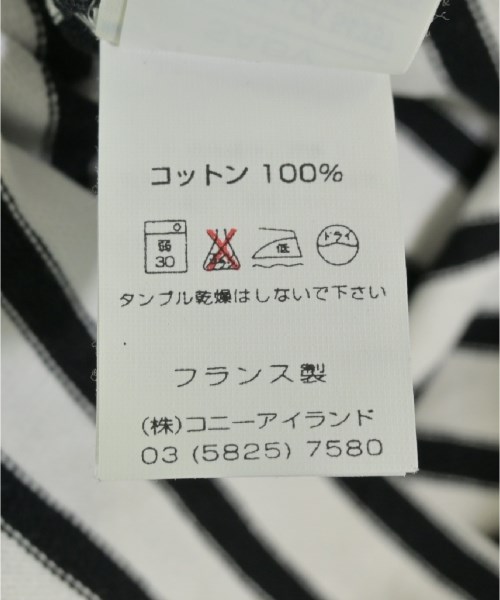 コットン 100%
弱 30
低
ドライ
タンブル乾燥はしないで下さい
フランス製
(株)コニーアイランド
03 (5825) 7580